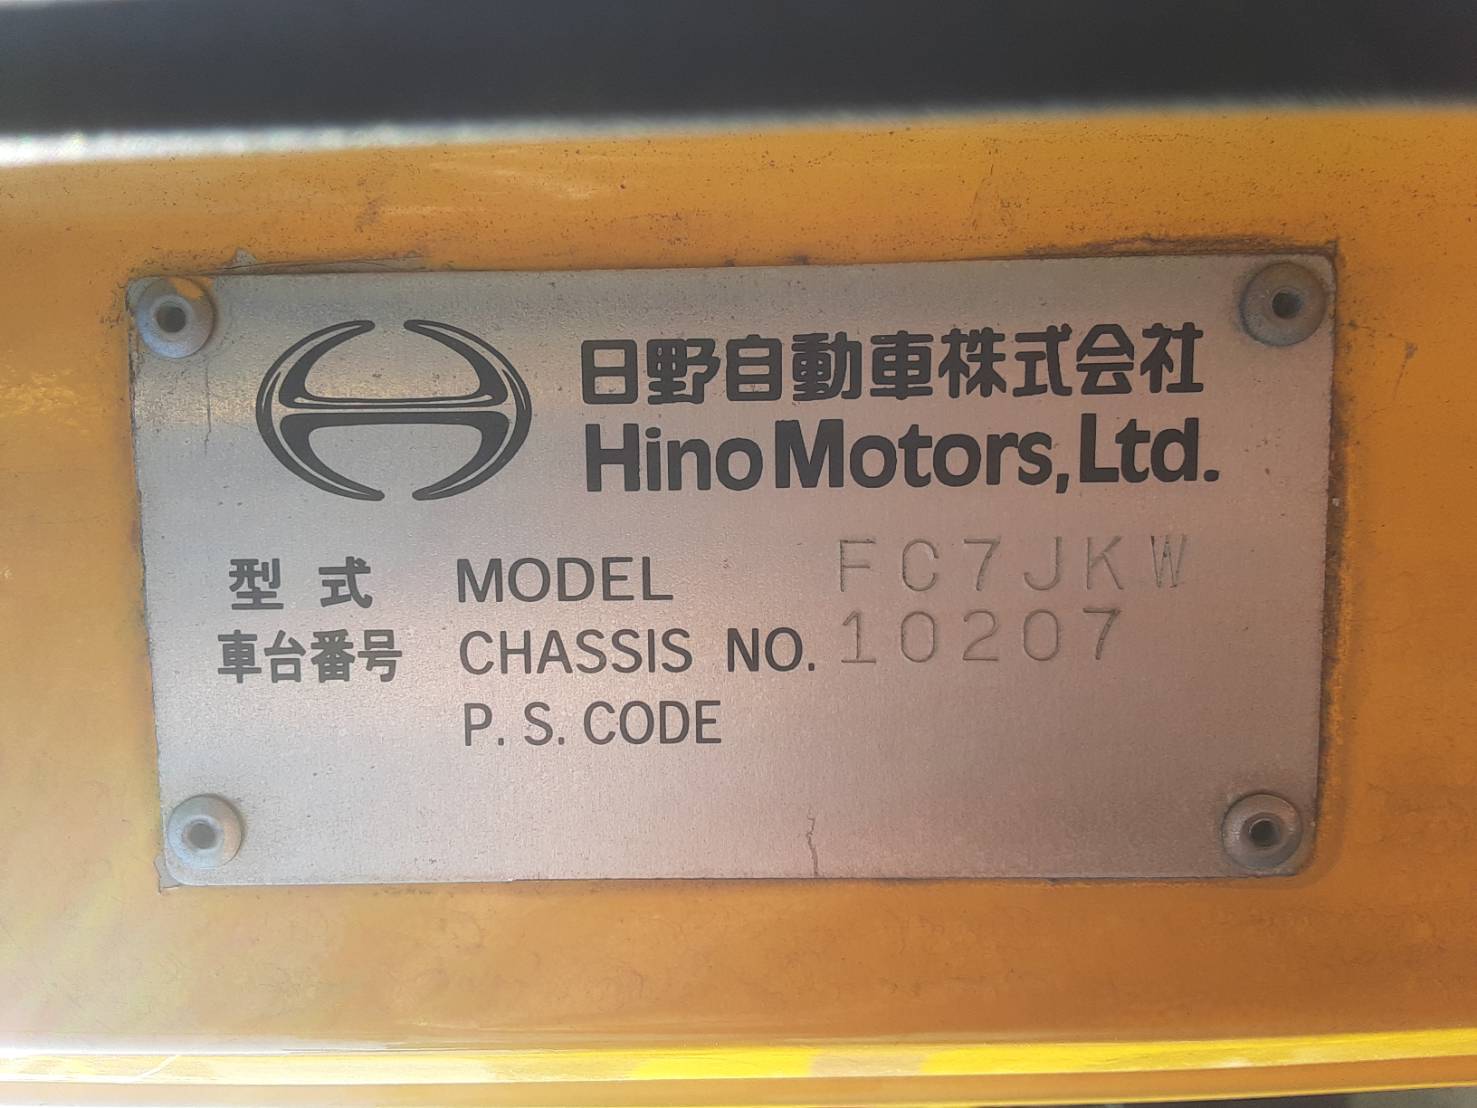 日野自動車株式会社
Hino Motors, Ltd.
型式 MODEL FC7JKW
車台番号 CHASSIS NO. 10207
P. S. CODE